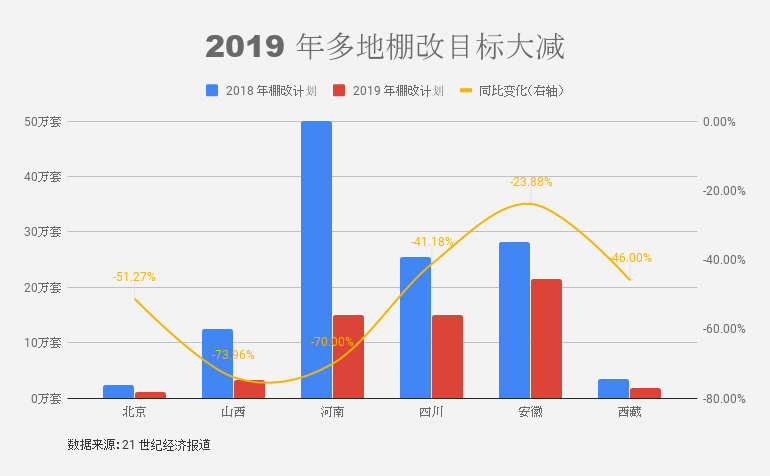 2019 年多地棚改目标大减
2018 年棚改计划 2019 年棚改计划 同比变化(右轴)
50万套 0.00%
40万套 -20.00%
-23.88%
30万套 -41.18% -46.00% -40.00%
-51.27%
20万套
10万套 -73.96% -70.00% -60.00%
0万套 -80.00%
北京 山西 河南 四川 安徽 西藏
数据来源:21 世纪经济报道